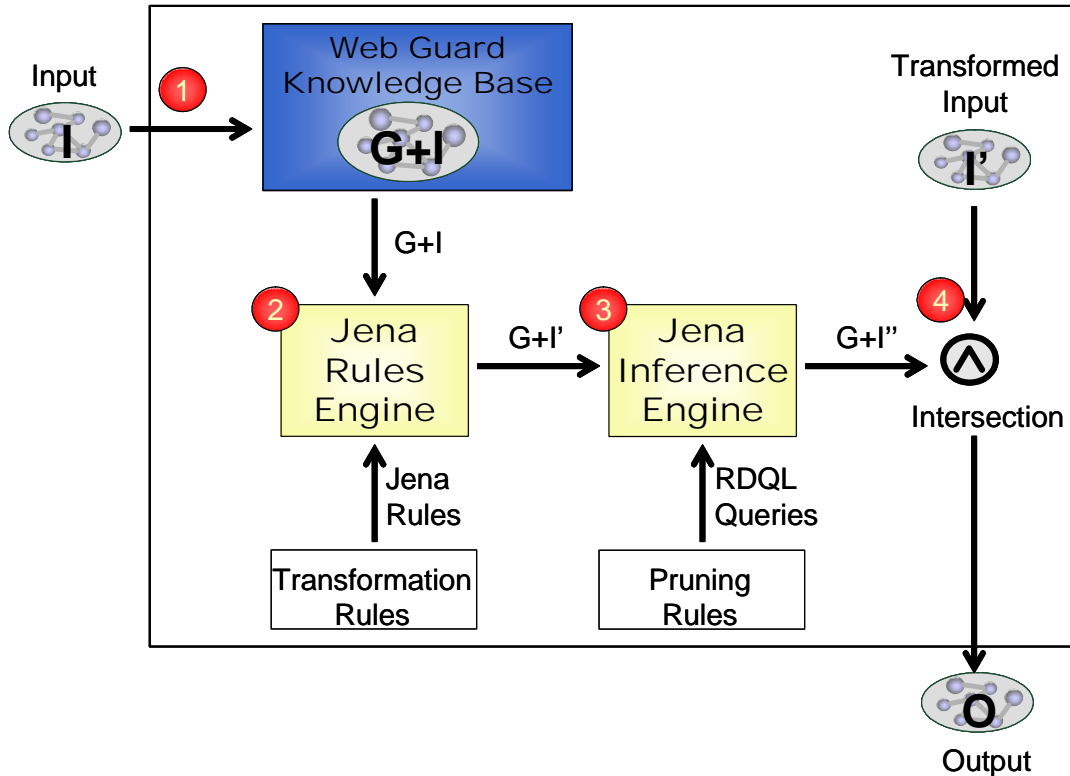 Web Guard
Knowledge Base
G+I
Input
I
1
Transformed
Input
I'
G+I
2
Jena
Rules
Engine
G+I'
3
Jena
Inference
Engine
G+I''
4
Intersection
Jena
Rules
RDQL
Queries
Transformation
Rules
Pruning
Rules
O
Output